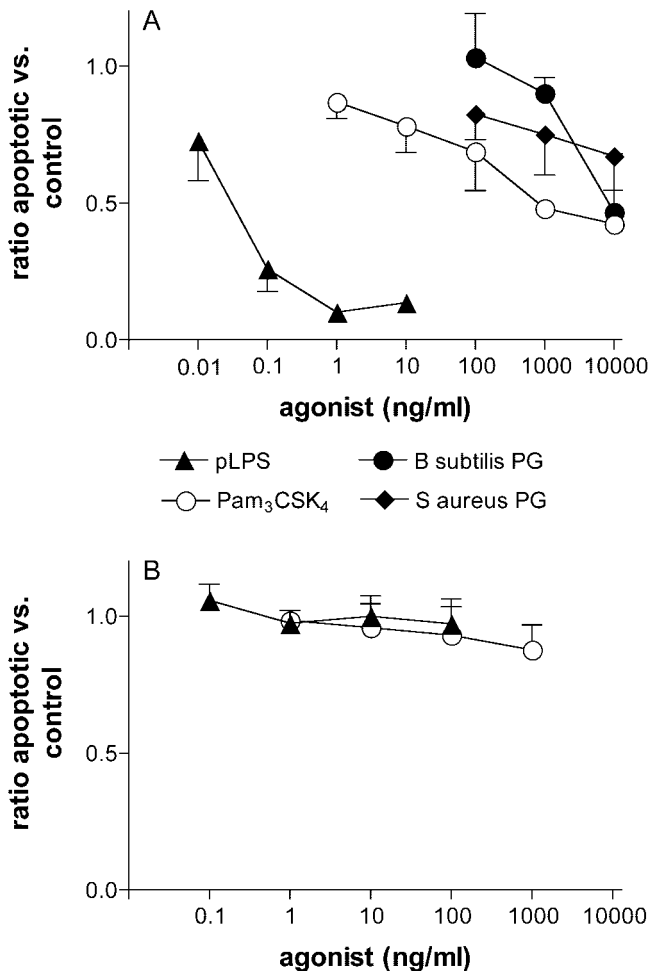 A
ratio apoptotic vs.
control
1.0
0.5
0.0
0.01 0.1 1 10 100 1000 10000
agonist (ng/ml)
pLPS
B subtilis PG
Pam₃CSK₄
S aureus PG
B
ratio apoptotic vs.
control
1.0
0.5
0.0
0.1 1 10 100 1000 10000
agonist (ng/ml)